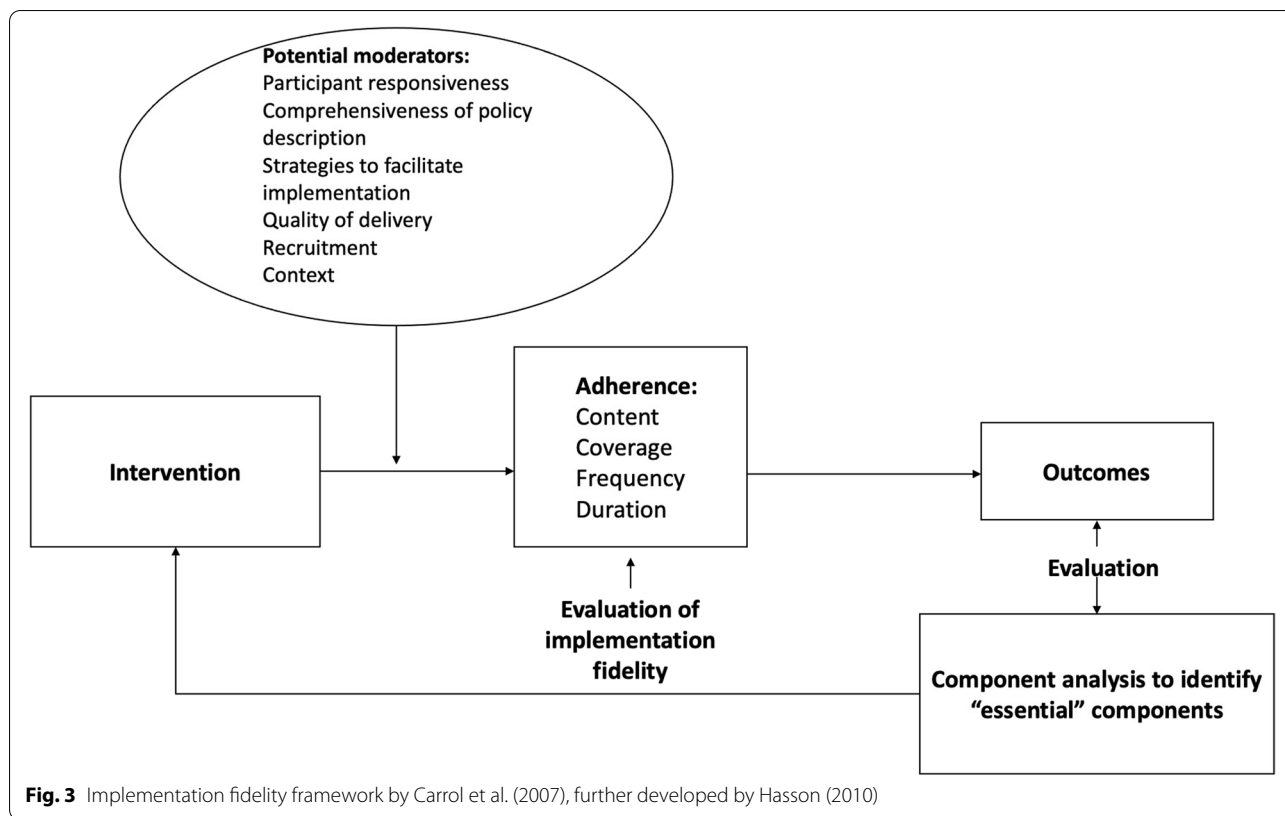 Potential moderators:
Participant responsiveness
Comprehensiveness of policy
description
Strategies to facilitate
implementation
Quality of delivery
Recruitment
Context
Intervention
Adherence:
Content
Coverage
Frequency
Duration
Outcomes
Evaluation of
implementation
fidelity
Evaluation
Component analysis to identify
“essential” components
Fig. 3 Implementation fidelity framework by Carrol et al. (2007), further developed by Hasson (2010)